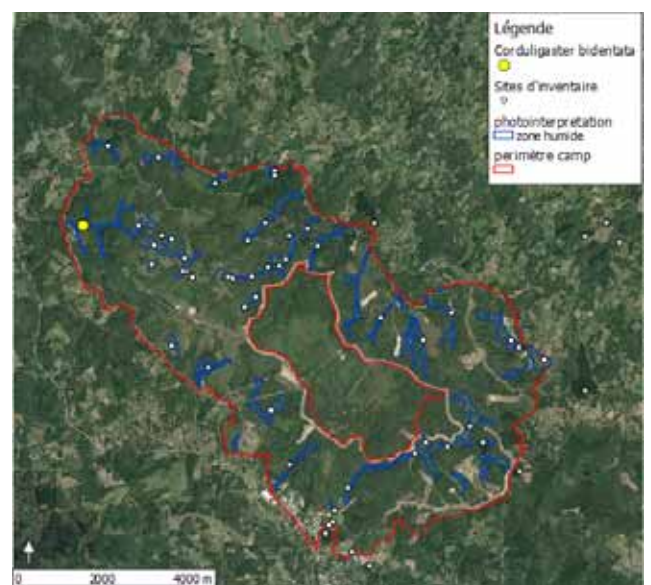 Légende
Corduligaster bidentata
Sites d'inventaire
photointerpretation
zone humide
perimètre camp
0 2000 4000 m